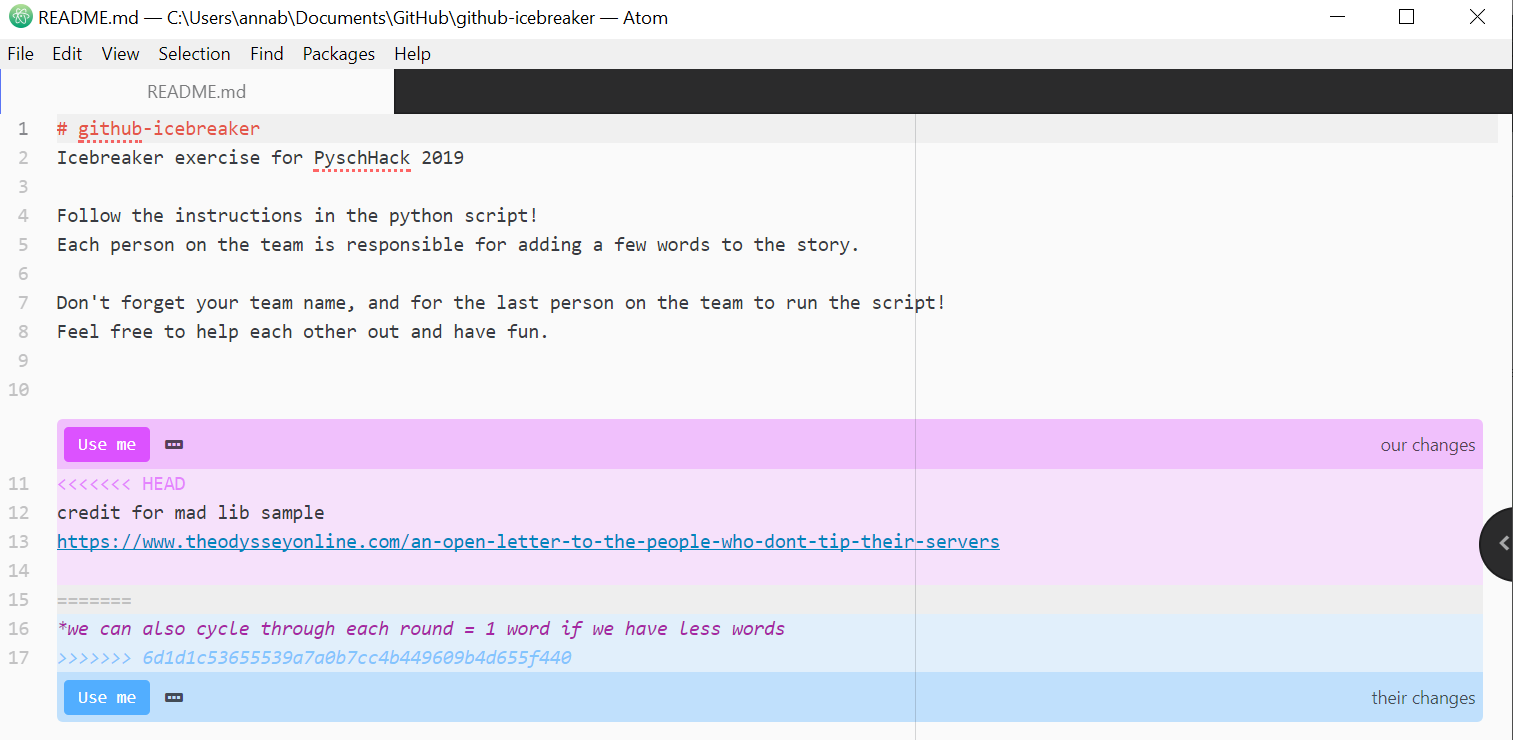 README.md — C:\Users\annab\Documents\GitHub\github-icebreaker — Atom
File Edit View Selection Find Packages Help
README.md
1 # github-icebreaker
2 Icebreaker exercise for PyschHack 2019
3
4 Follow the instructions in the python script!
5 Each person on the team is responsible for adding a few words to the story.
6
7 Don't forget your team name, and for the last person on the team to run the script!
8 Feel free to help each other out and have fun.
9
10
Use me our changes
11 <<<<<<< HEAD
12 credit for mad lib sample
13 https://www.theodysseyonline.com/an-open-letter-to-the-people-who-dont-tip-their-servers
14
15 =======
16 *we can also cycle through each round = 1 word if we have less words
17 >>>>>>> 6d1d1c53655539a7a0b7cc4b449609b4d655f440
Use me their changes